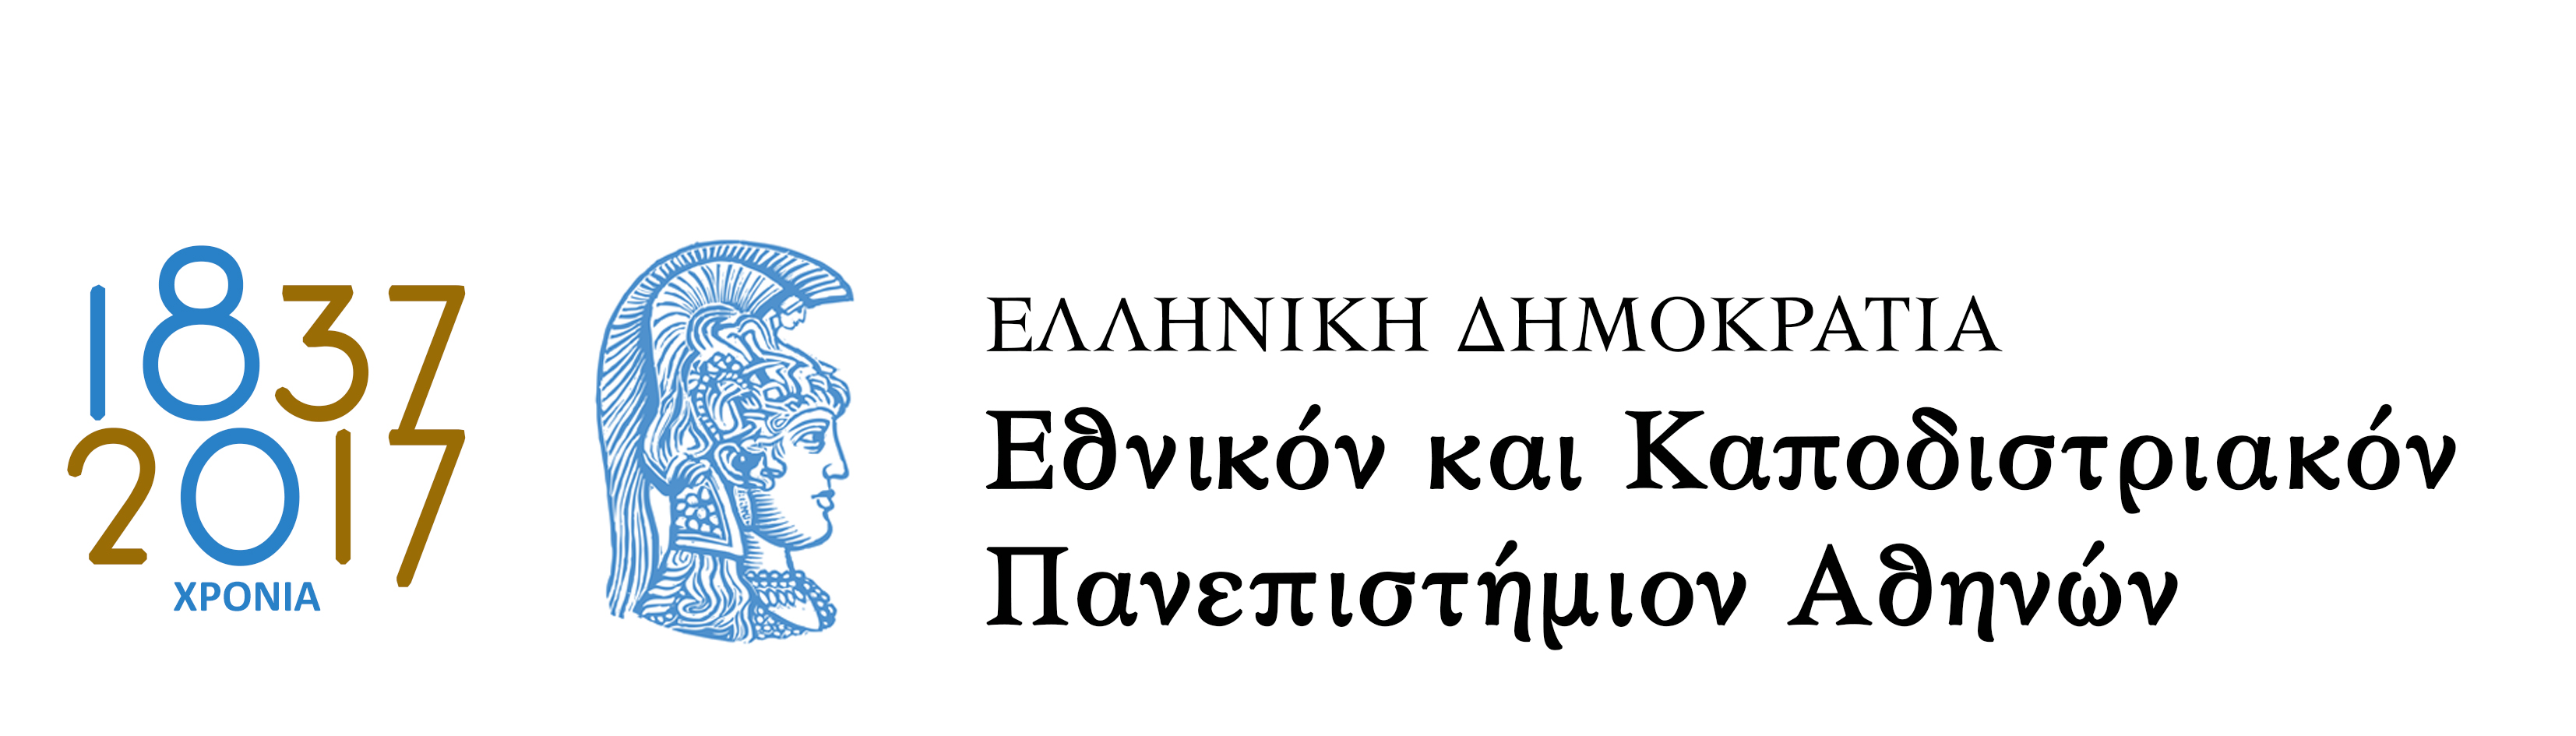 1837
2017
ΧΡΟΝΙΑ
ΕΛΛΗΝΙΚΗ ΔΗΜΟΚΡΑΤΙΑ
Εθνικόν και Καποδιστριακόν
Πανεπιστήμιον Αθηνών